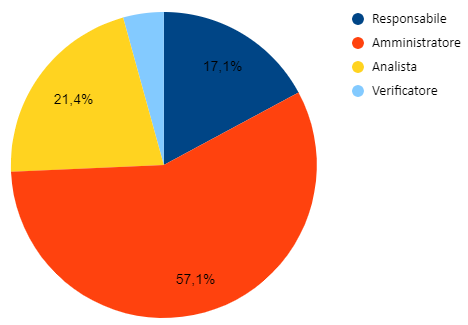 Responsabile
Amministratore
Analista
Verificatore
17,1%
21,4%
57,1%